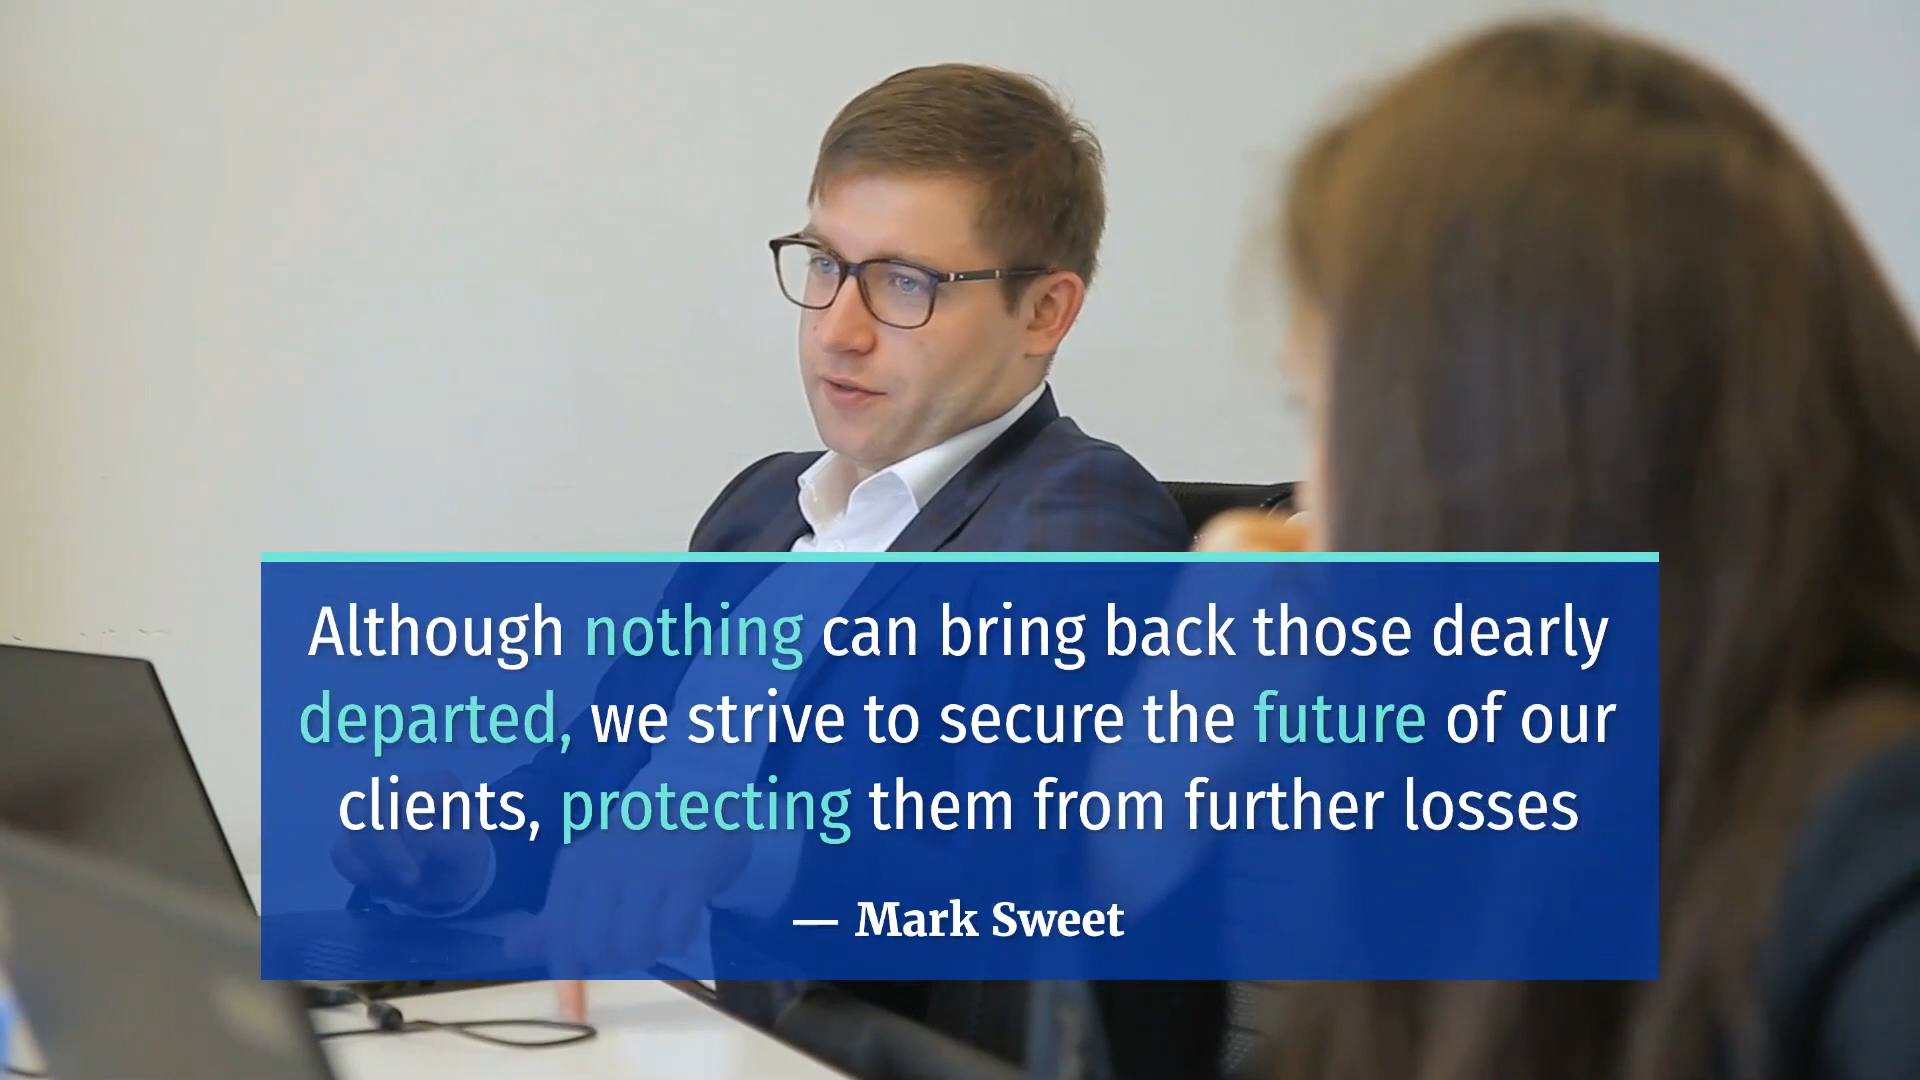 Although nothing can bring back those dearly
departed, we strive to secure the future of our
clients, protecting them from further losses
— Mark Sweet